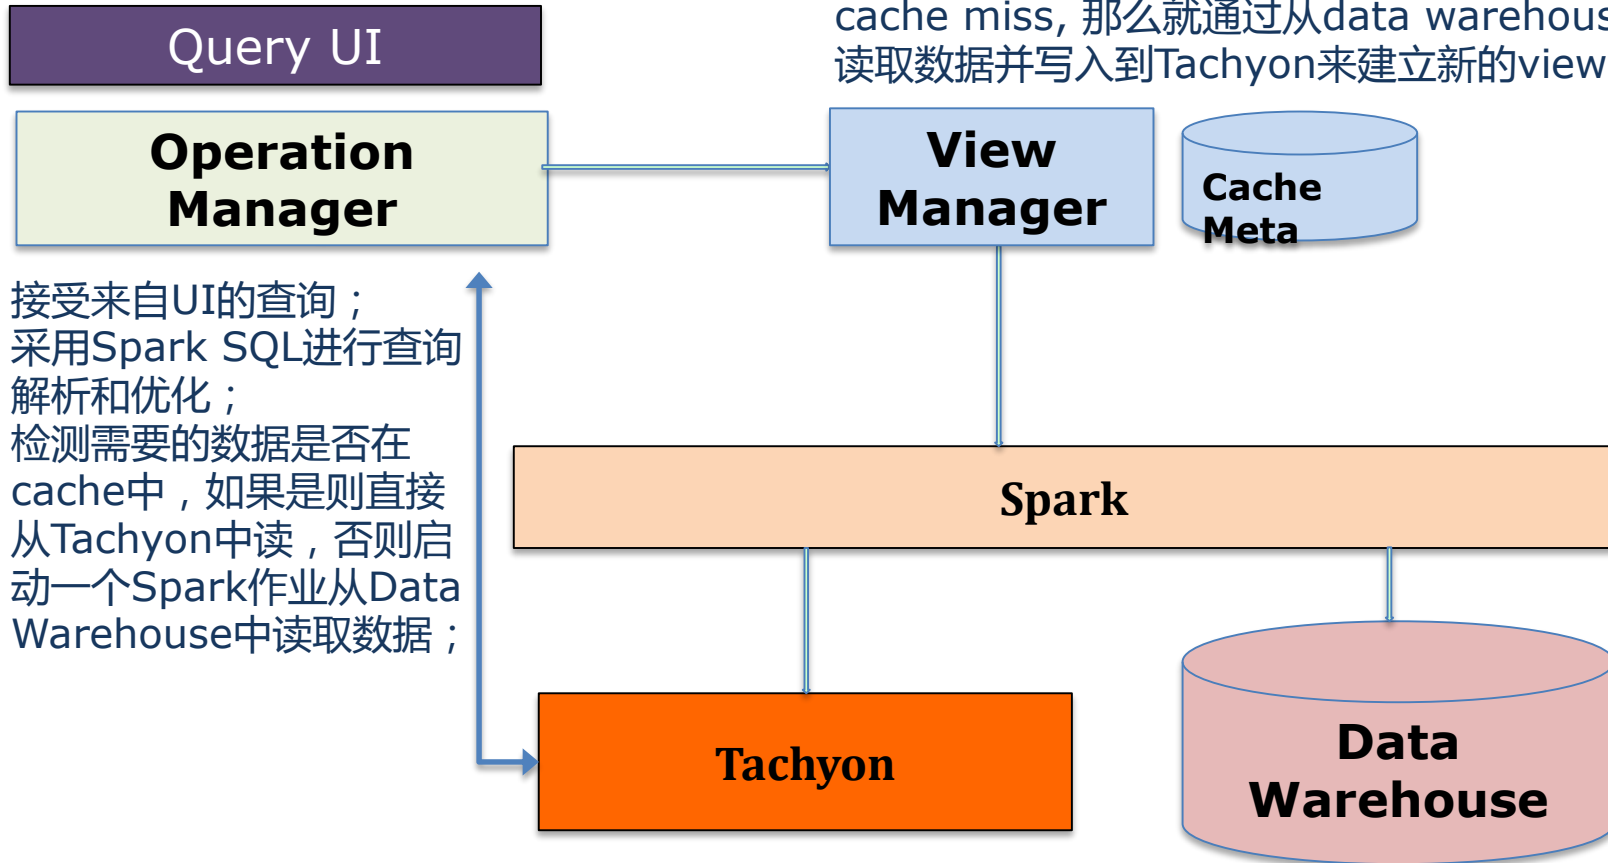 Query UI
cache miss, 那么就通过从data warehous
读取数据并写入到Tachyon来建立新的view
Operation
Manager
View
Manager
Cache
Meta
接受来自UI的查询；
采用Spark SQL进行查询
解析和优化；
检测需要的数据是否在
cache中，如果是则直接
从Tachyon中读，否则启
动一个Spark作业从Data
Warehouse中读取数据；
Spark
Tachyon
Data
Warehouse